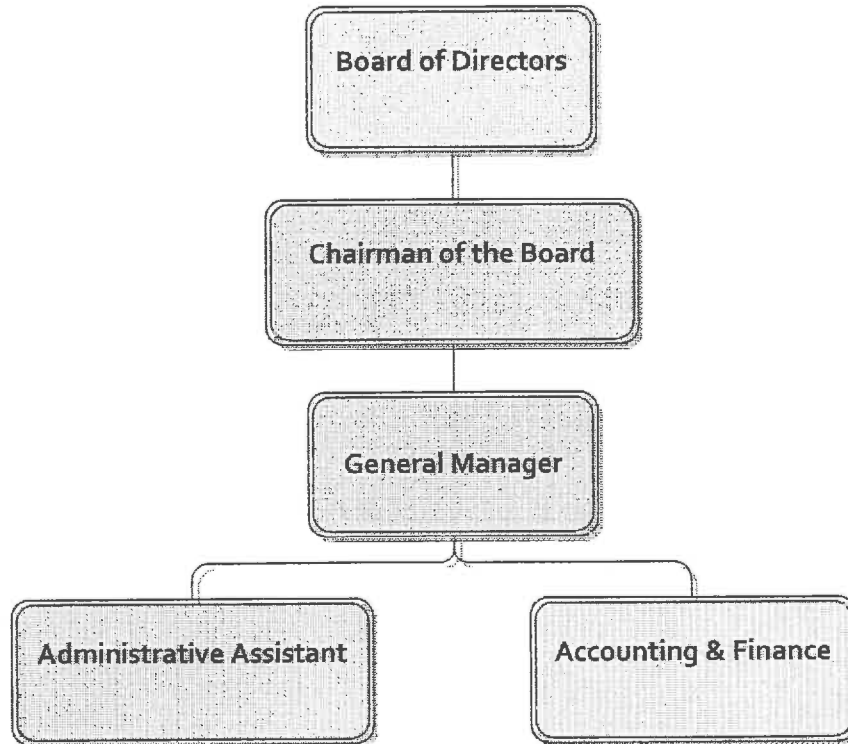 Board of Directors
Chairman of the Board
General Manager
Administrative Assistant
Accounting & Finance